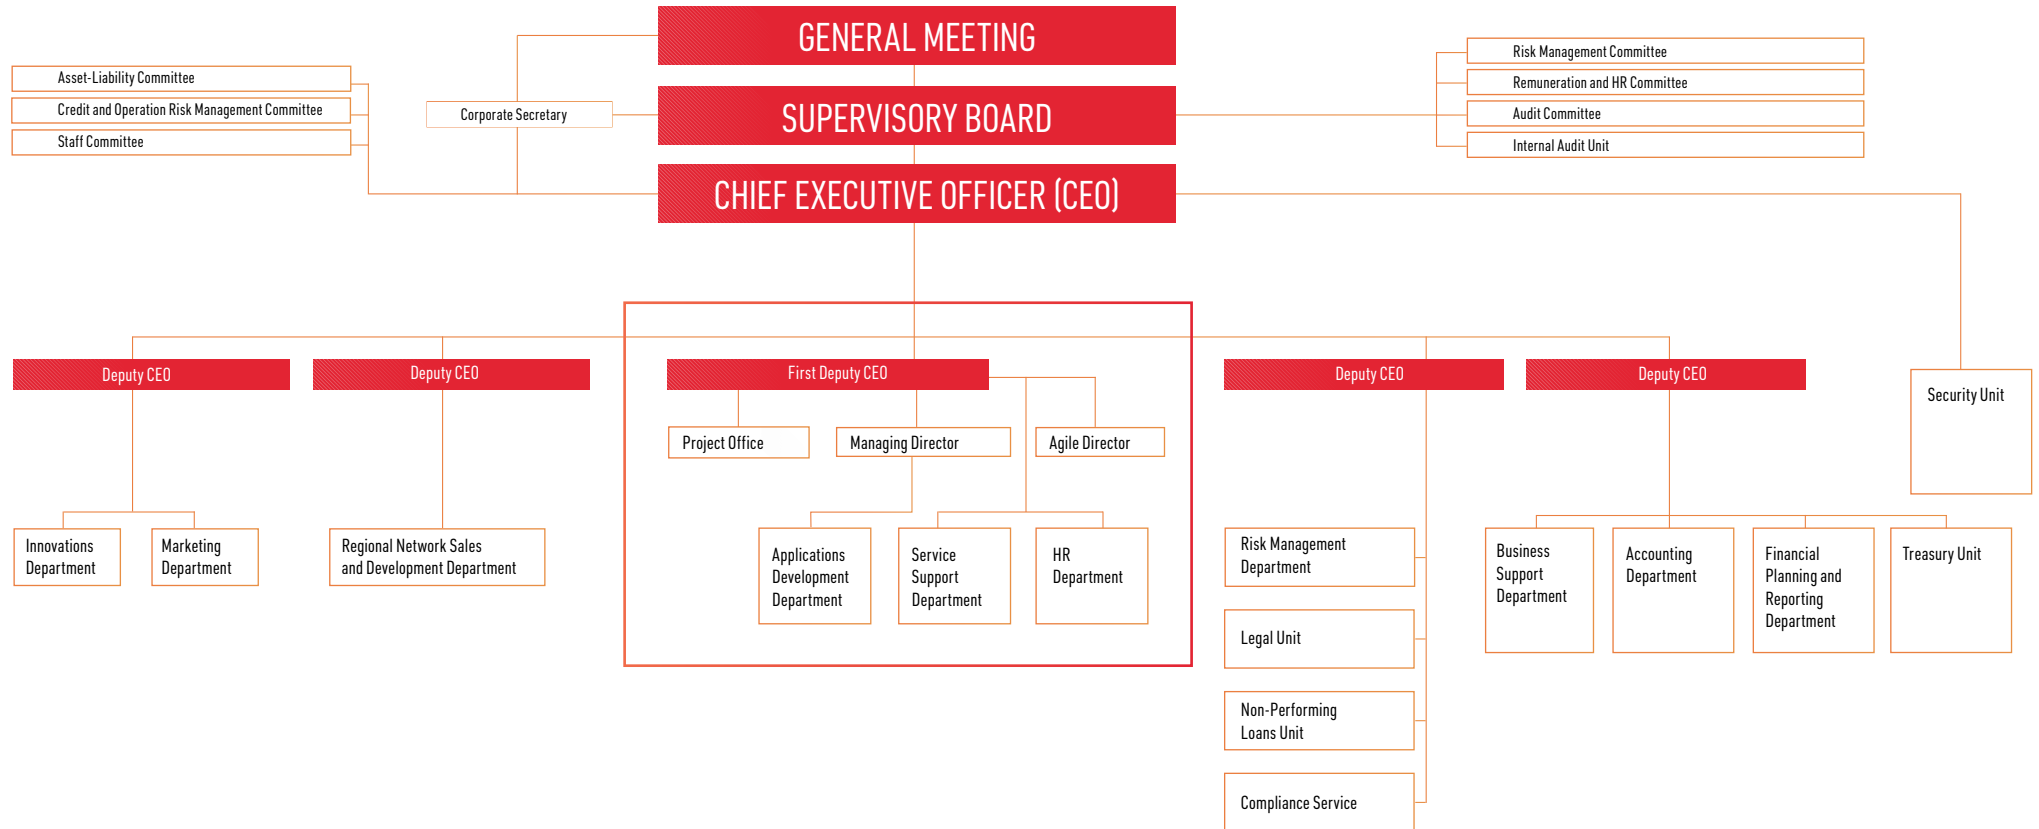 GENERAL MEETING
Asset-Liability Committee
Credit and Operation Risk Management Committee
Staff Committee
Corporate Secretary
SUPERVISORY BOARD
Risk Management Committee
Remuneration and HR Committee
Audit Committee
Internal Audit Unit
CHIEF EXECUTIVE OFFICER (CEO)
Deputy CEO
Deputy CEO
First Deputy CEO
Deputy CEO
Deputy CEO
Security Unit
Project Office
Managing Director
Agile Director
Innovations
Department
Marketing
Department
Regional Network Sales
and Development Department
Applications
Development
Department
Service
Support
Department
HR
Department
Risk Management
Department
Legal Unit
Non-Performing
Loans Unit
Compliance Service
Business
Support
Department
Accounting
Department
Financial
Planning and
Reporting
Department
Treasury Unit